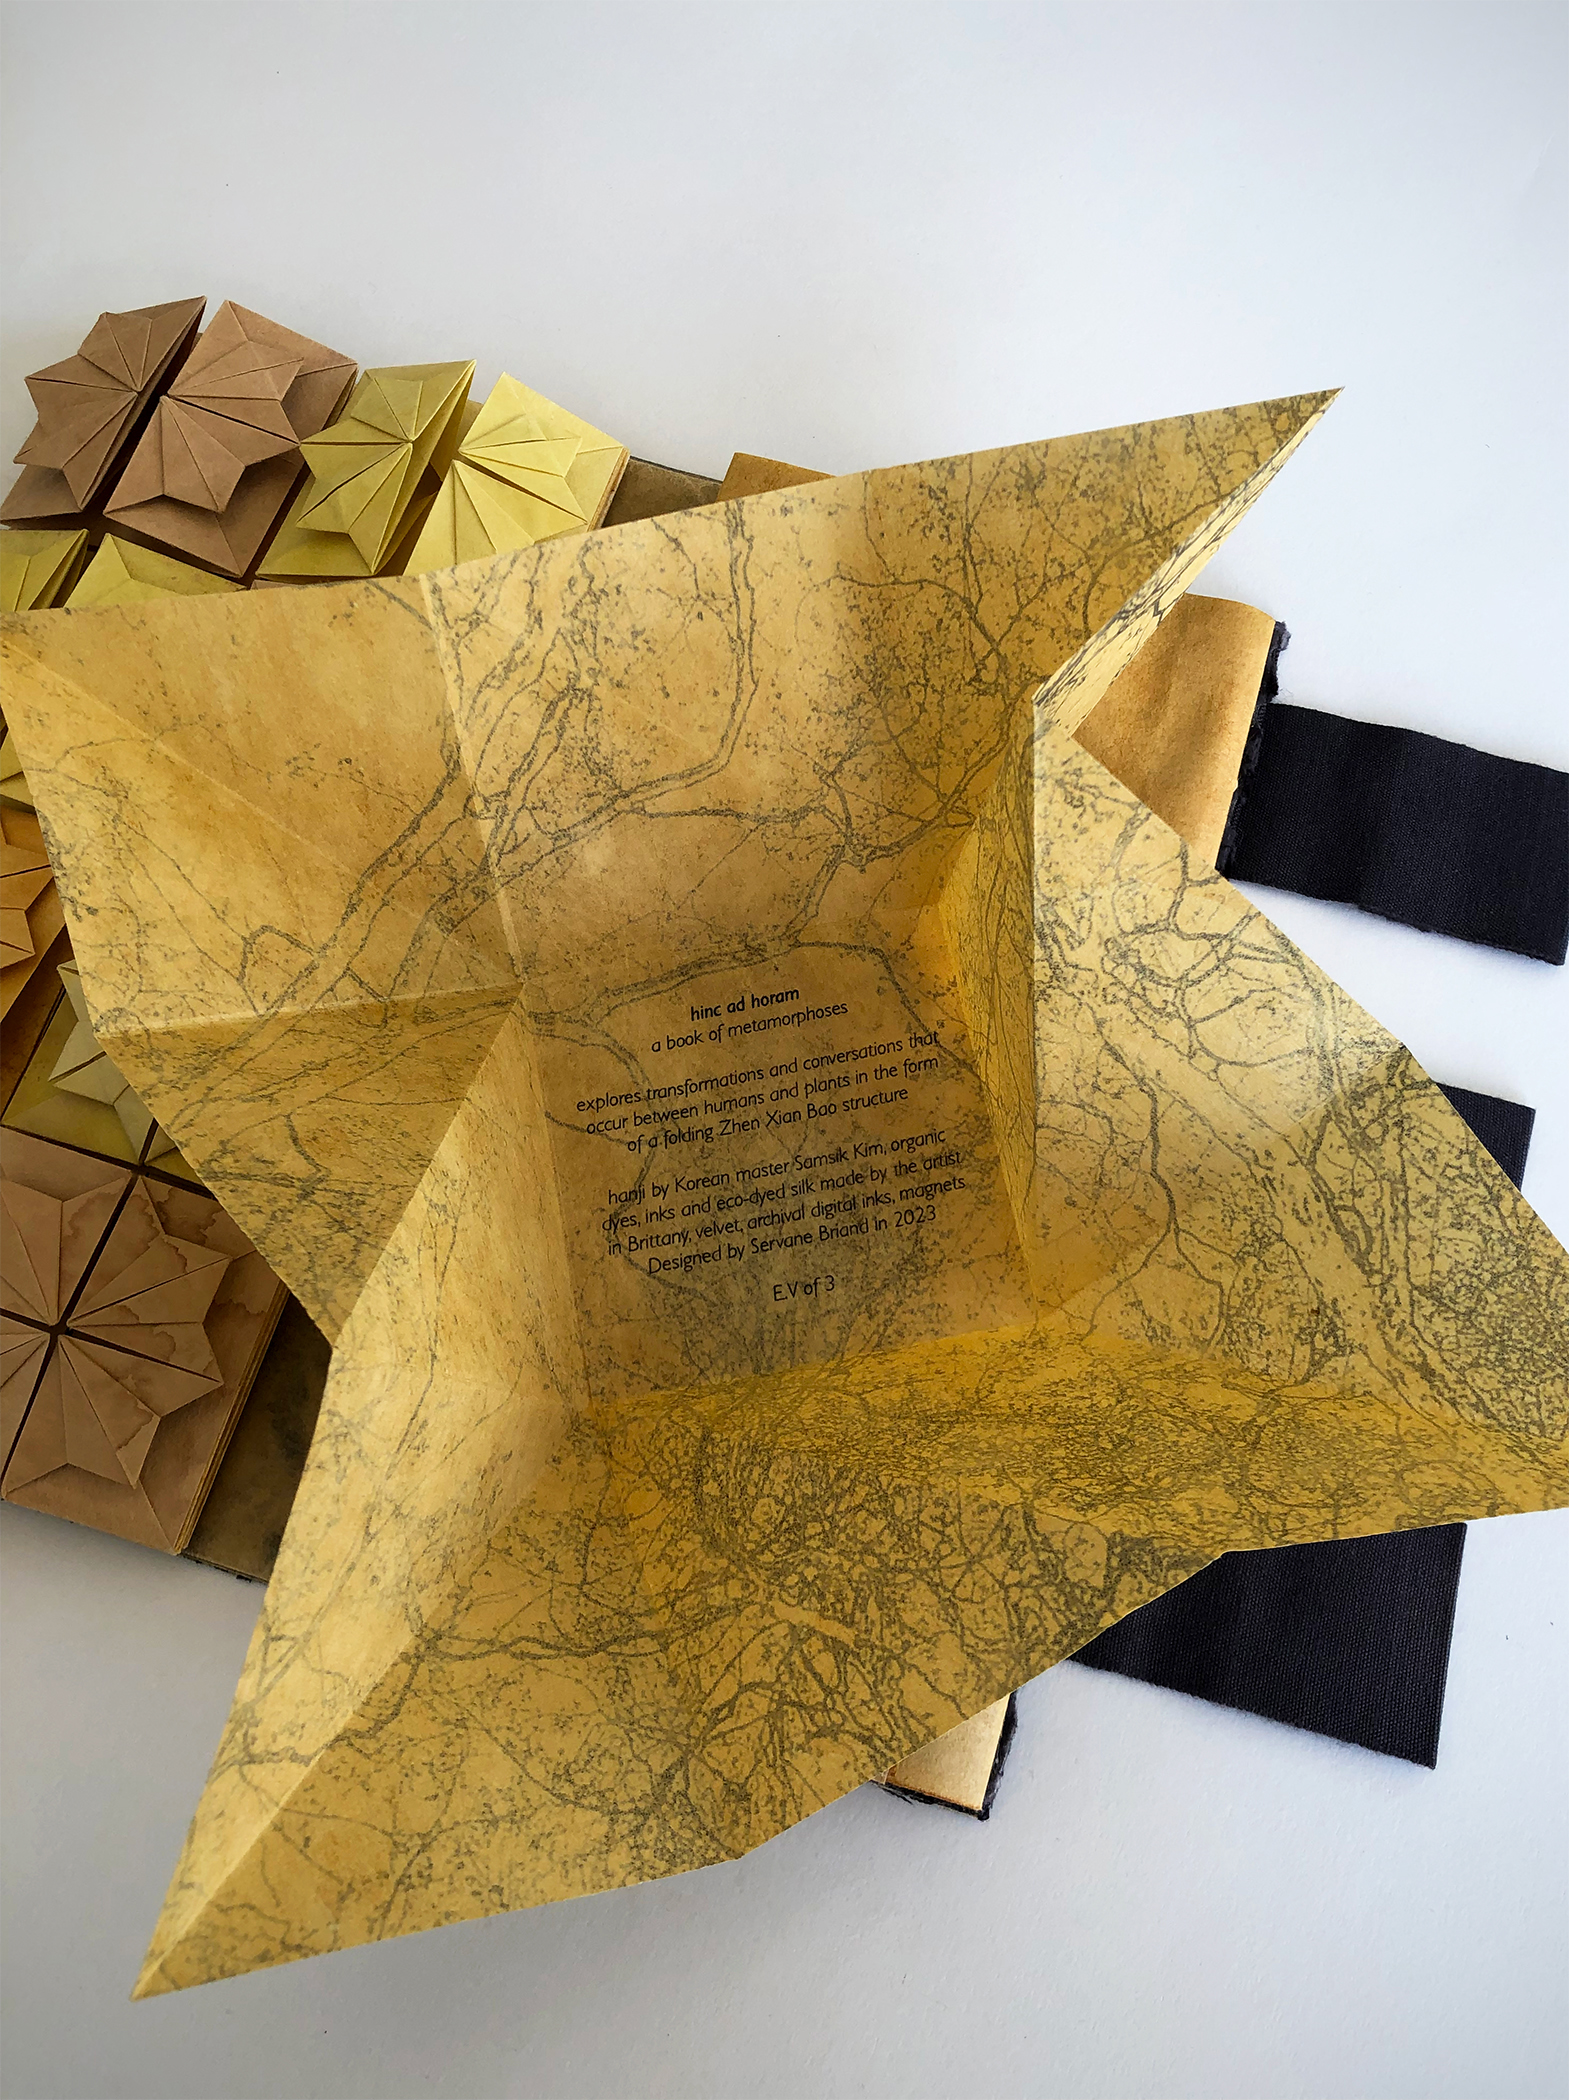 hinc ad horam
a book of metamorphoses
explores transformations and conversations that
occur between humans and plants in the form
of a folding Zhen Xian Bao structure
hanji by Korean master Samsik Kim, organic
dyes, inks and eco-dyed silk made by the artist
in Brittany, velvet, archival digital inks, magnets
Designed by Servane Briand in 2023
E.V of 3